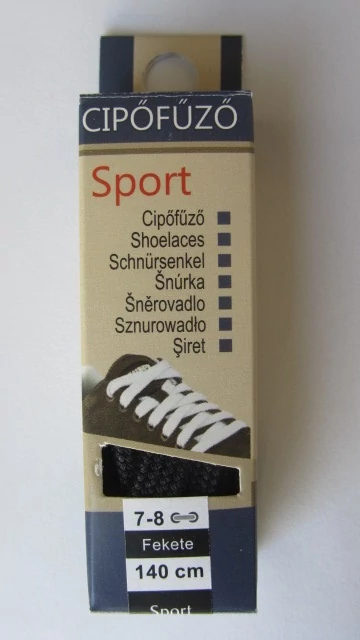 CIPŐFŰZŐ
Sport
Cipőfűző
Shoelaces
Schnürsenkel
Šnúrka
Šněrovadlo
Sznurowadło
Şiret
7-8
Fekete
140 cm
Sport